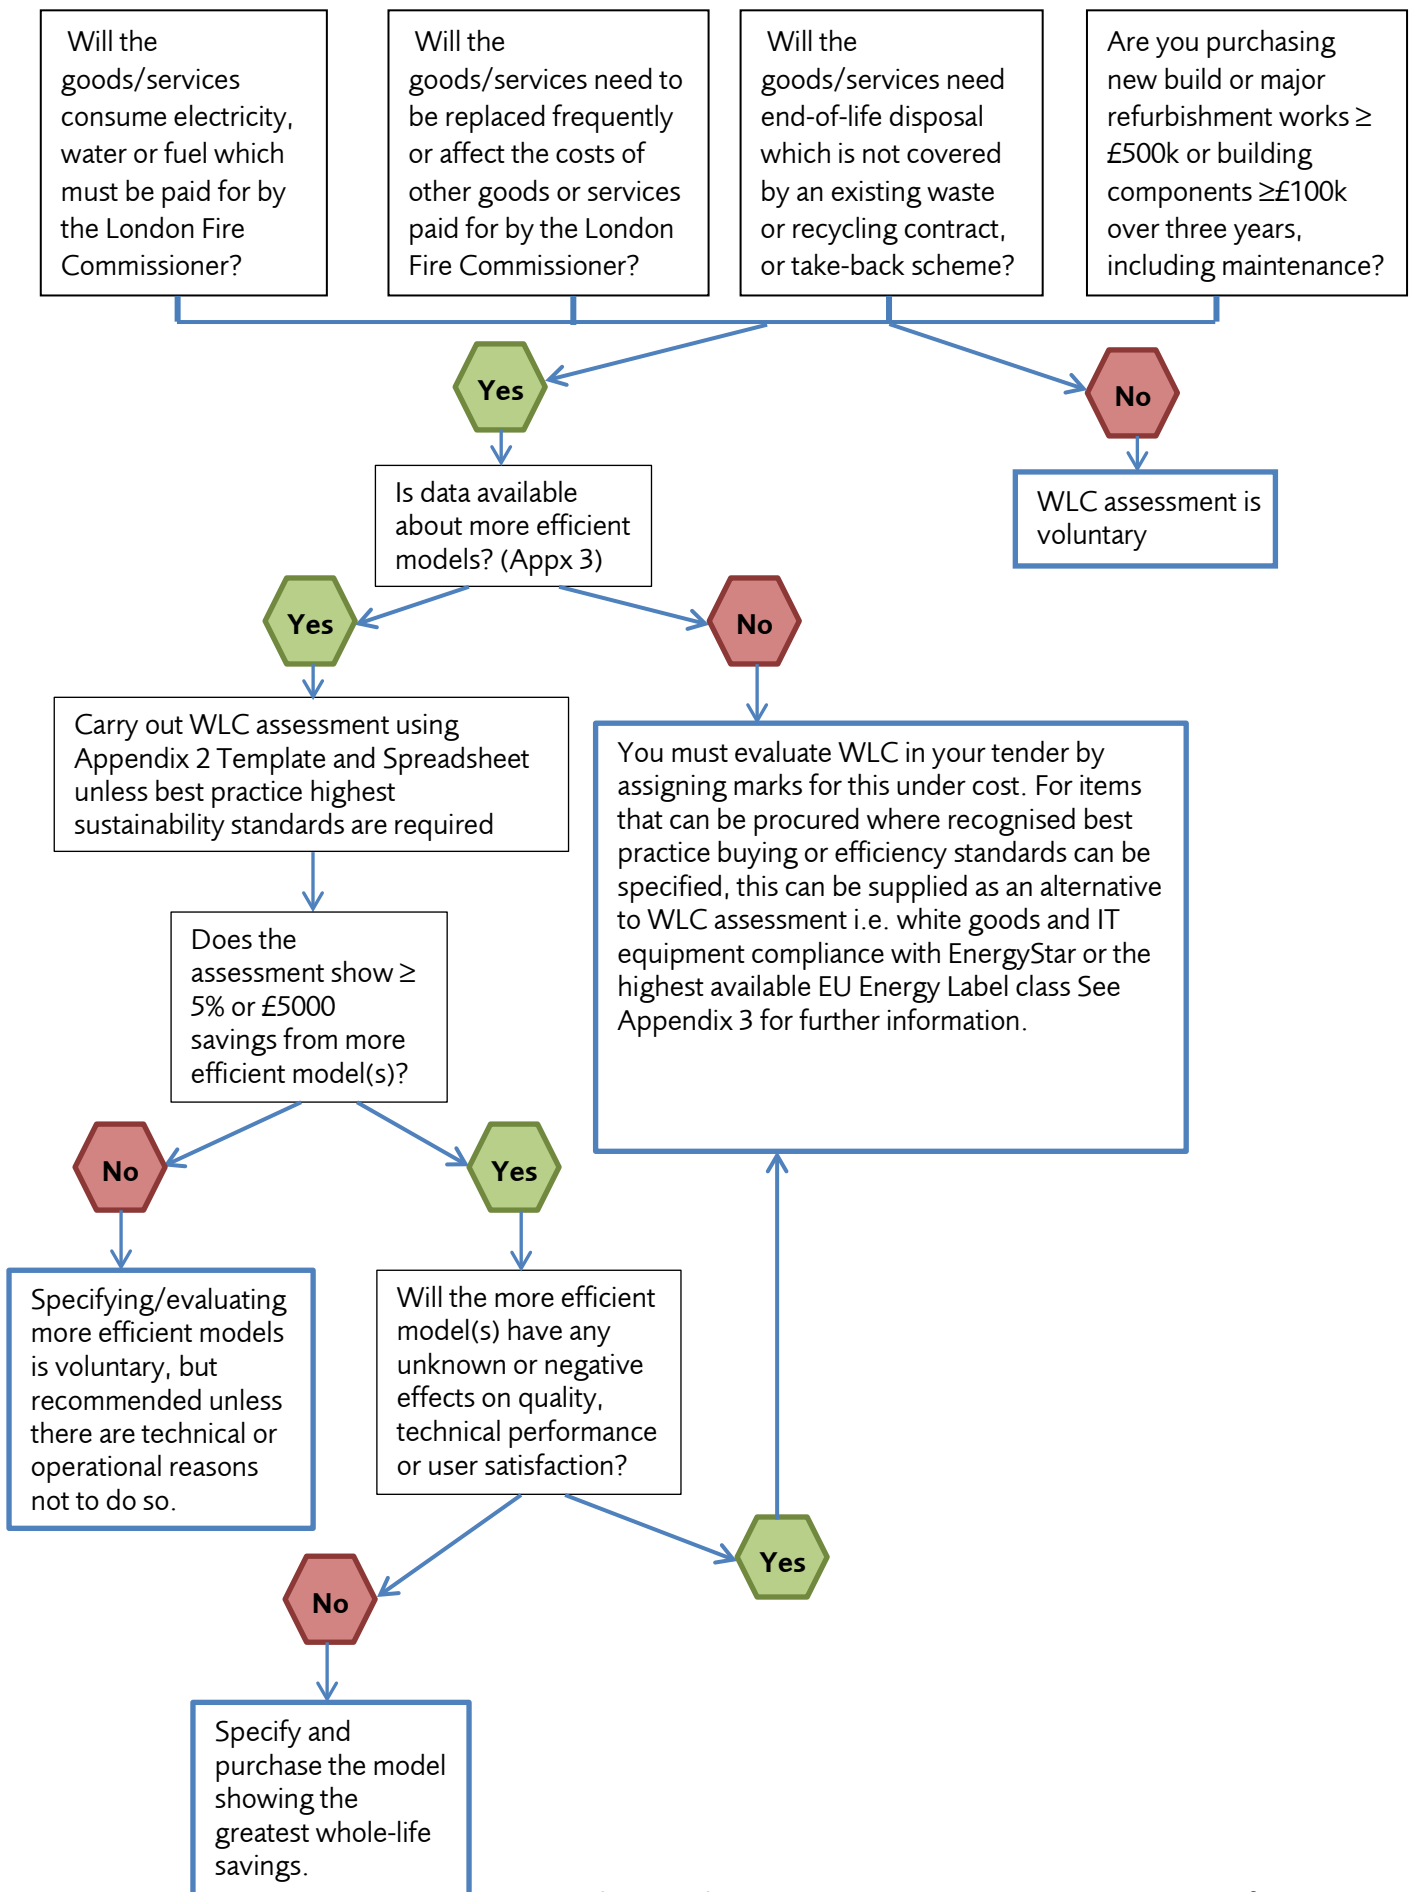 Will the
goods/services
consume electricity,
water or fuel which
must be paid for by
the London Fire
Commissioner?
Will the
goods/services need to
be replaced frequently
or affect the costs of
other goods or services
paid for by the London
Fire Commissioner?
Will the
goods/services need
end-of-life disposal
which is not covered
by an existing waste
or recycling contract,
or take-back scheme?
Are you purchasing
new build or major
refurbishment works ≥
£500k or building
components ≥£100k
over three years,
including maintenance?
Yes
No
Is data available
about more efficient
models? (Appx 3)
WLC assessment is
voluntary
Yes
No
Carry out WLC assessment using
Appendix 2 Template and Spreadsheet
unless best practice highest
sustainability standards are required
You must evaluate WLC in your tender by
assigning marks for this under cost. For items
that can be procured where recognised best
practice buying or efficiency standards can be
specified, this can be supplied as an alternative
to WLC assessment i.e. white goods and IT
equipment compliance with EnergyStar or the
highest available EU Energy Label class See
Appendix 3 for further information.
Does the
assessment show ≥
5% or £5000
savings from more
efficient model(s)?
No
Yes
Specifying/evaluating
more efficient models
is voluntary, but
recommended unless
there are technical or
operational reasons
not to do so.
Will the more efficient
model(s) have any
unknown or negative
effects on quality,
technical performance
or user satisfaction?
No
Yes
Specify and
purchase the model
showing the
greatest whole-life
savings.